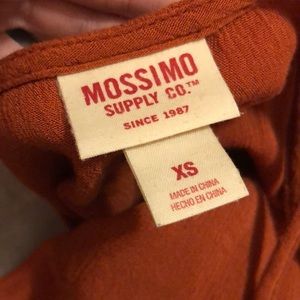 MOSSIMO
SUPPLY CO.™
SINCE 1987
XS
MADE IN CHINA
HECHO EN CHINA